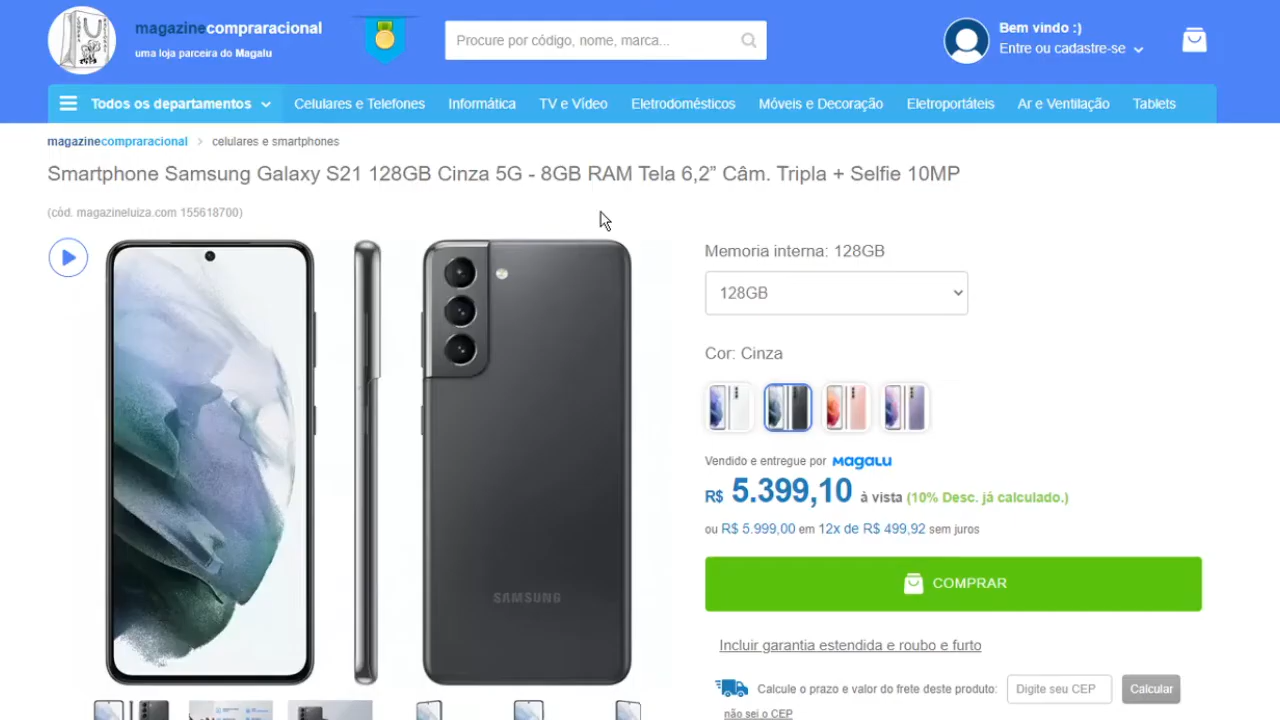 magazinecompraracional
uma loja parceira do Magalu
Procure por código, nome, marca...
Bem vindo :)
Entre ou cadastre-se
Todos os departamentos
Celulares e Telefones
Informática
TV e Vídeo
Eletrodomésticos
Móveis e Decoração
Eletroportáteis
Ar e Ventilação
Tablets
magazinecompraracional > celulares e smartphones
Smartphone Samsung Galaxy S21 128GB Cinza 5G - 8GB RAM Tela 6,2” Câm. Tripla + Selfie 10MP
(cód. magazineluiza.com 155618700)
SAMSUNG
Memoria interna: 128GB
128GB
Cor: Cinza
Vendido e entregue por MAGALU
R$ 5.399,10 à vista (10% Desc. já calculado.)
ou R$ 5.999,00 em 12x de R$ 499,92 sem juros
COMPRAR
Incluir garantia estendida e roubo e furto
Calcule o prazo e valor do frete deste produto:
Digite seu CEP
Calcular
não sei o CEP